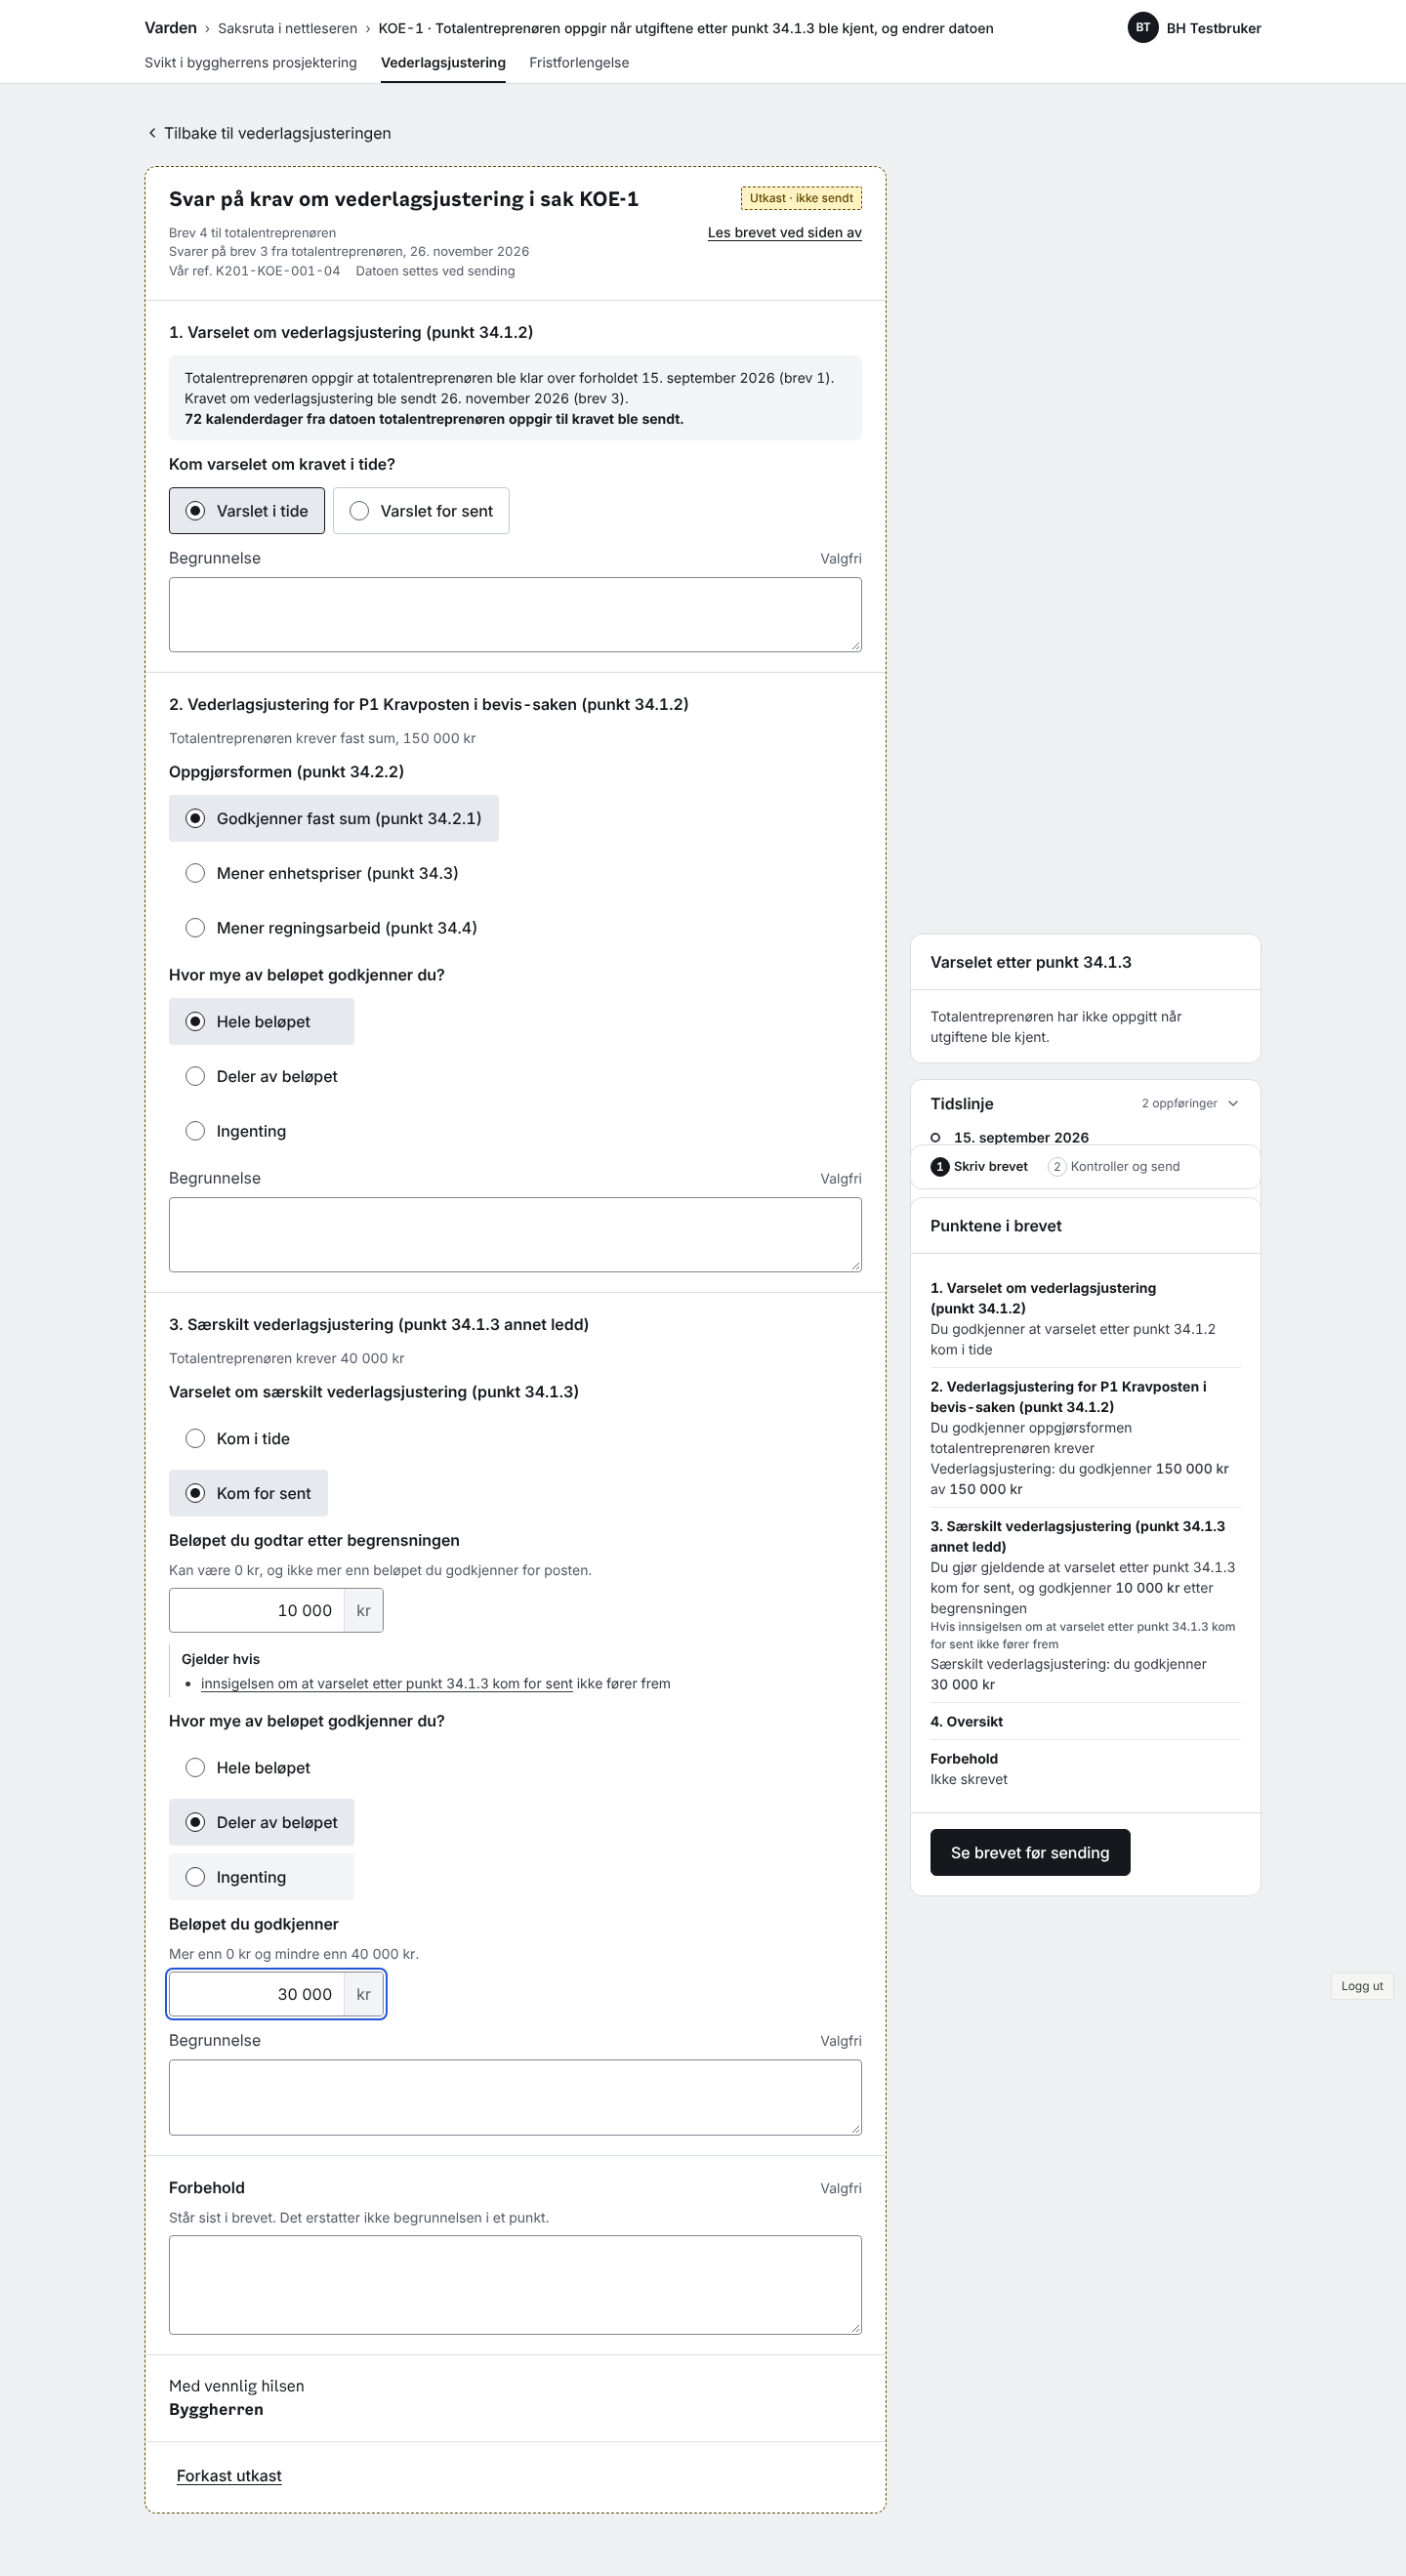 Varden › Saksruta i nettleseren › KOE-1 · Totalentreprenøren oppgir når utgiftene etter punkt 34.1.3 ble kjent, og endrer datoen
BT BH Testbruker
Svikt i byggherrens prosjektering Vederlagsjustering Fristforlengelse
Tilbake til vederlagsjusteringen
Svar på krav om vederlagsjustering i sak KOE-1
Utkast · ikke sendt
Brev 4 til totalentreprenøren
Les brevet ved siden av
Svarer på brev 3 fra totalentreprenøren, 26. november 2026
Vår ref. K201-KOE-001-04 Datoen settes ved sending
1. Varselet om vederlagsjustering (punkt 34.1.2)
Totalentreprenøren oppgir at totalentreprenøren ble klar over forholdet 15. september 2026 (brev 1).
Kravet om vederlagsjustering ble sendt 26. november 2026 (brev 3).
72 kalenderdager fra datoen totalentreprenøren oppgir til kravet ble sendt.
Kom varselet om kravet i tide?
Varslet i tide
Varslet for sent
Begrunnelse
Valgfri
2. Vederlagsjustering for P1 Kravposten i bevis-saken (punkt 34.1.2)
Totalentreprenøren krever fast sum, 150 000 kr
Oppgjørsformen (punkt 34.2.2)
Godkjenner fast sum (punkt 34.2.1)
Mener enhetspriser (punkt 34.3)
Mener regningsarbeid (punkt 34.4)
Hvor mye av beløpet godkjenner du?
Hele beløpet
Deler av beløpet
Ingenting
Begrunnelse
Valgfri
3. Særskilt vederlagsjustering (punkt 34.1.3 annet ledd)
Totalentreprenøren krever 40 000 kr
Varselet om særskilt vederlagsjustering (punkt 34.1.3)
Kom i tide
Kom for sent
Beløpet du godtar etter begrensningen
Kan være 0 kr, og ikke mer enn beløpet du godkjenner for posten.
10 000 kr
Gjelder hvis
innsigelsen om at varselet etter punkt 34.1.3 kom for sent ikke fører frem
Hvor mye av beløpet godkjenner du?
Hele beløpet
Deler av beløpet
Ingenting
Beløpet du godkjenner
Mer enn 0 kr og mindre enn 40 000 kr.
30 000 kr
Begrunnelse
Valgfri
Forbehold
Valgfri
Står sist i brevet. Det erstatter ikke begrunnelsen i et punkt.
Med vennlig hilsen
Byggherren
Forkast utkast
Varselet etter punkt 34.1.3
Totalentreprenøren har ikke oppgitt når
utgiftene ble kjent.
Tidslinje
2 oppføringer
15. september 2026
1 Skriv brevet 2 Kontroller og send
Punktene i brevet
1. Varselet om vederlagsjustering
(punkt 34.1.2)
Du godkjenner at varselet etter punkt 34.1.2
kom i tide
2. Vederlagsjustering for P1 Kravposten i
bevis-saken (punkt 34.1.2)
Du godkjenner oppgjørsformen
totalentreprenøren krever
Vederlagsjustering: du godkjenner 150 000 kr
av 150 000 kr
3. Særskilt vederlagsjustering (punkt 34.1.3
annet ledd)
Du gjør gjeldende at varselet etter punkt 34.1.3
kom for sent, og godkjenner 10 000 kr etter
begrensningen
Hvis innsigelsen om at varselet etter punkt 34.1.3 kom
for sent ikke fører frem
Særskilt vederlagsjustering: du godkjenner
30 000 kr
4. Oversikt
Forbehold
Ikke skrevet
Se brevet før sending
Logg ut